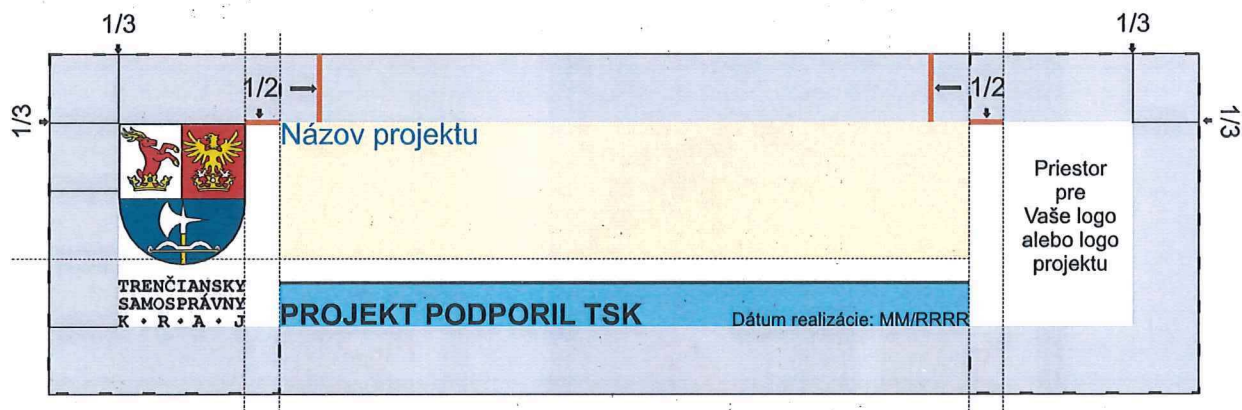 1/3
1/3
1/2
1/2
1/3
1/3
Názov projektu
Priestor
pre
Vaše logo
alebo logo
projektu
TRENČIANSKY
SAMOSPRÁVNY
K · R · A · J
PROJEKT PODPORIL TSK
Dátum realizácie: MM/RRRR